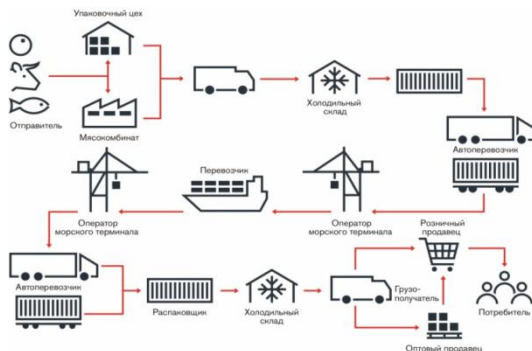 Упаковочный цех
Отправитель
Мясокомбинат
Холодильный
склад
Автоперевозчик
Перевозчик
Оператор
морского терминала
Оператор
морского терминала
Розничный
продавец
Автоперевозчик
Распаковщик
Холодильный
склад
Грузо-
получатель
Потребитель
Оптовый продавец